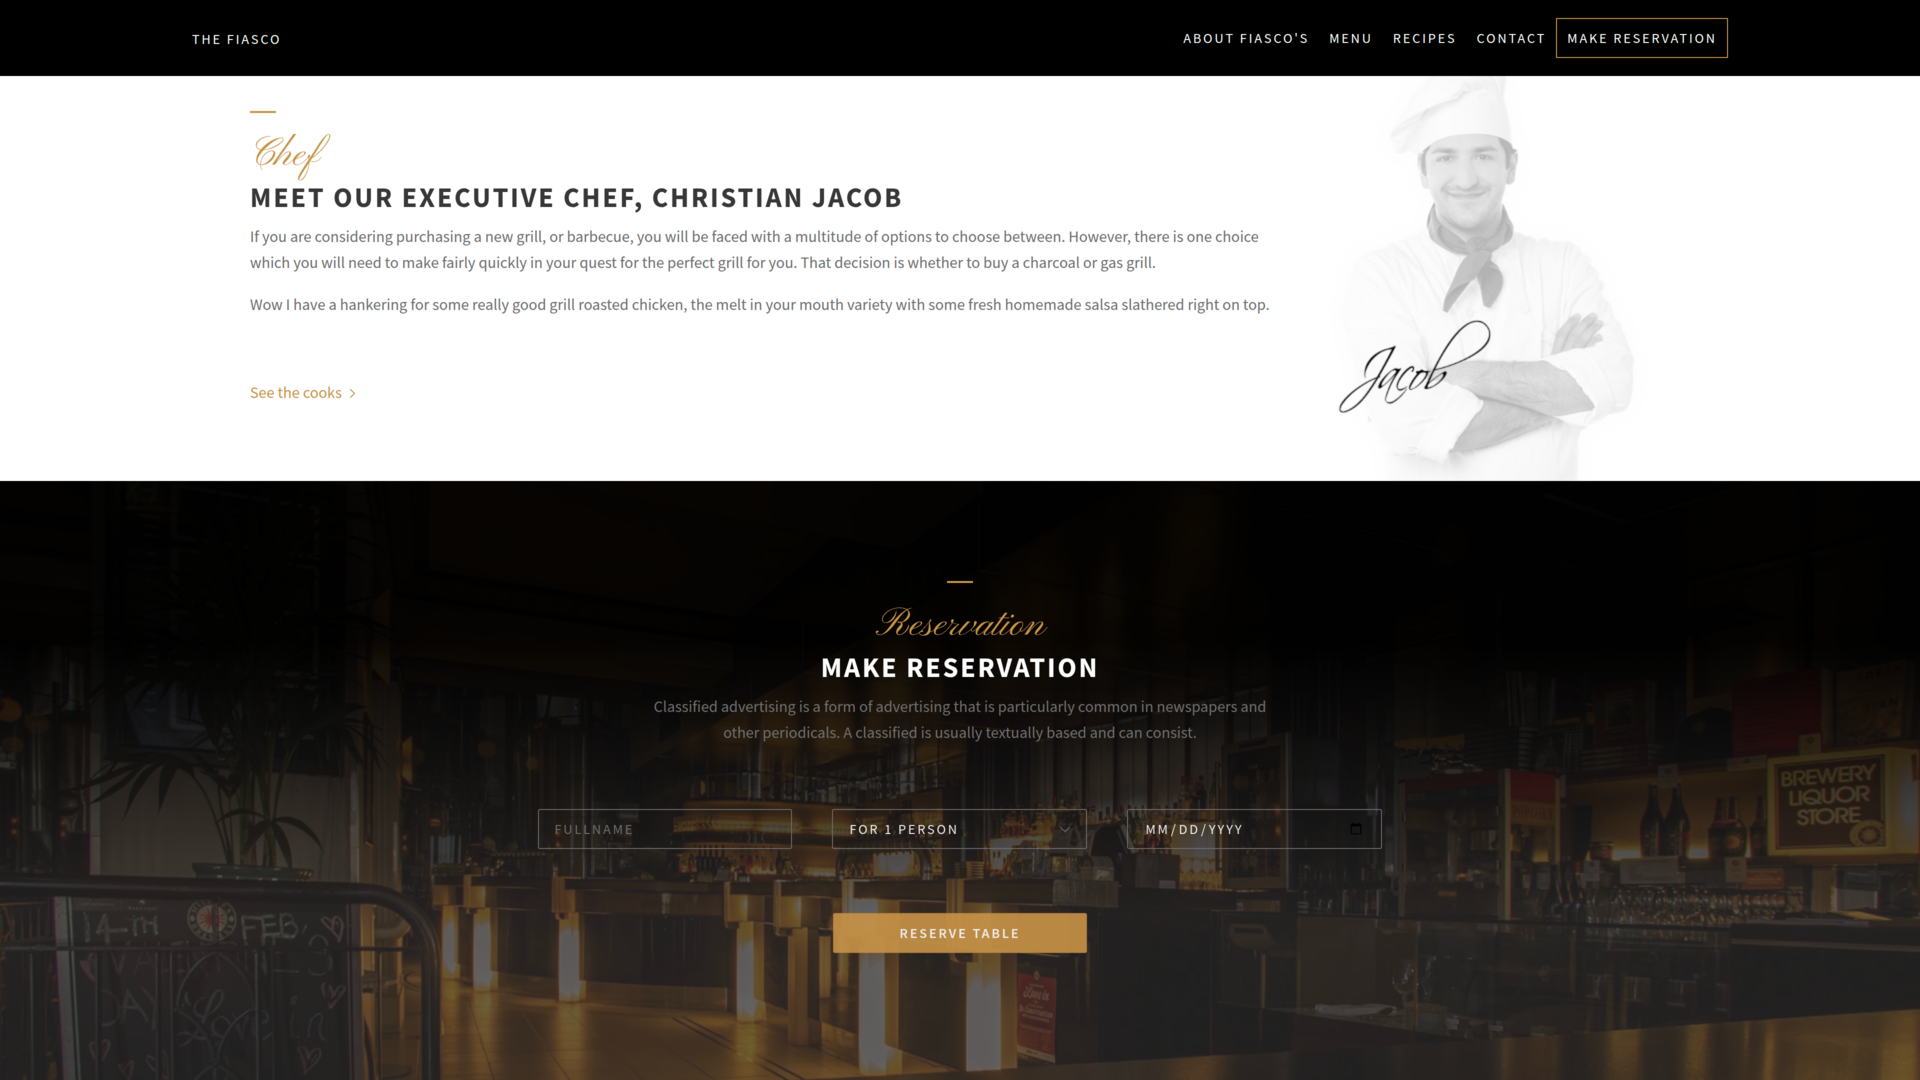 THE FIASCO
ABOUT FIASCO'S MENU RECIPES CONTACT MAKE RESERVATION
Chef
MEET OUR EXECUTIVE CHEF, CHRISTIAN JACOB
If you are considering purchasing a new grill, or barbecue, you will be faced with a multitude of options to choose between. However, there is one choice
which you will need to make fairly quickly in your quest for the perfect grill for you. That decision is whether to buy a charcoal or gas grill.
Wow I have a hankering for some really good grill roasted chicken, the melt in your mouth variety with some fresh homemade salsa slathered right on top.
Jacob
See the cooks
Reservation
MAKE RESERVATION
Classified advertising is a form of advertising that is particularly common in newspapers and
other periodicals. A classified is usually textually based and can consist.
FULLNAME
FOR 1 PERSON
MM/DD/YYYY
RESERVE TABLE
BREWERY
LIQUOR
STORE
14TH FEB